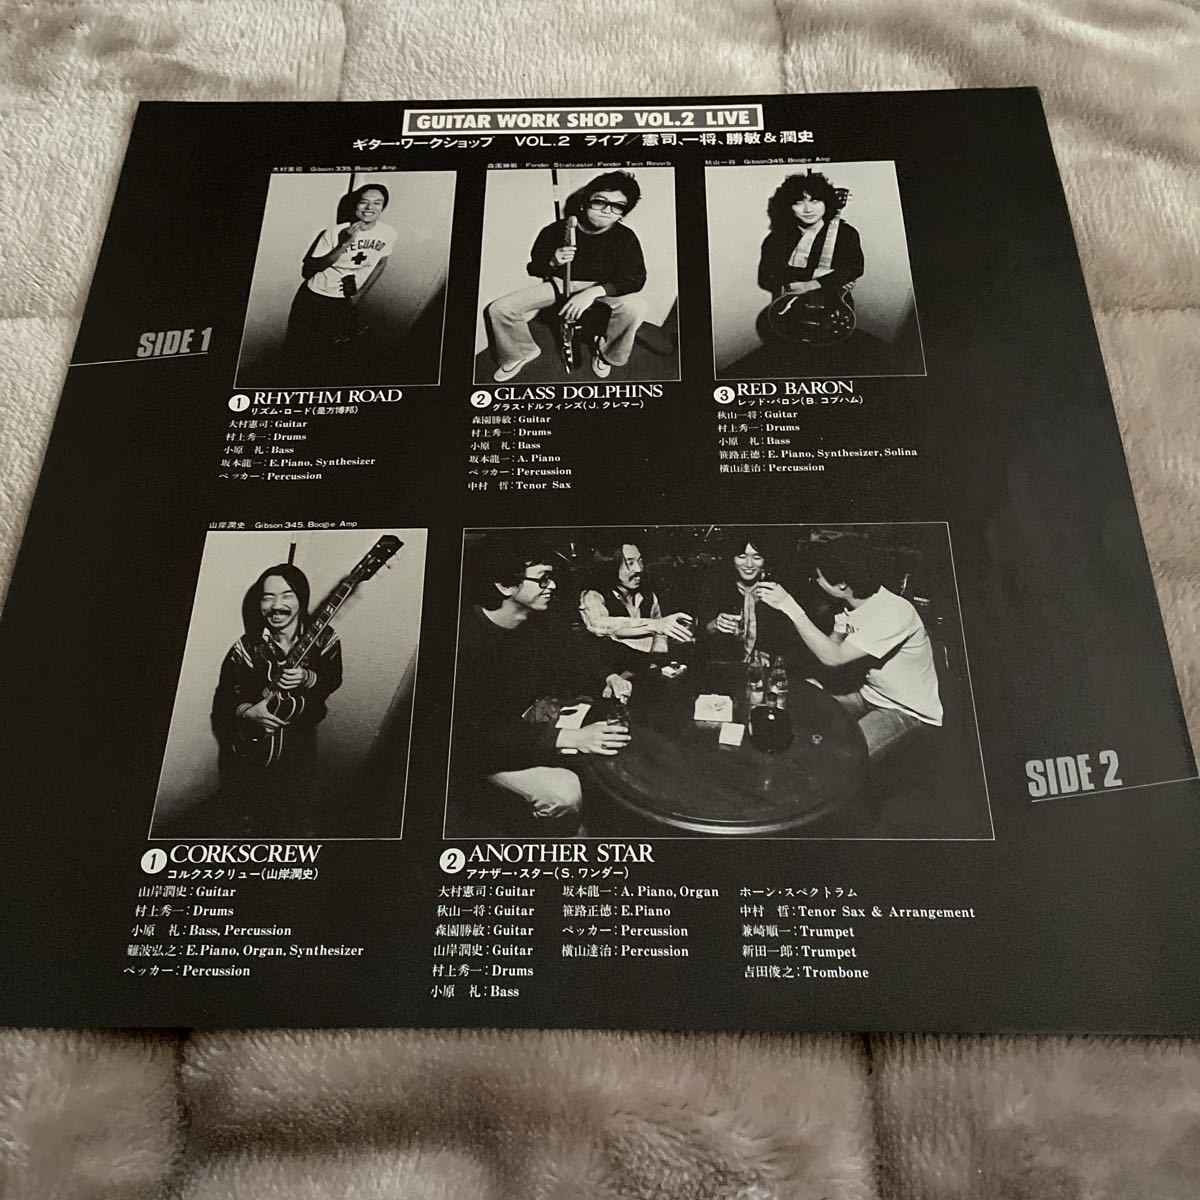 GUITAR WORK SHOP VOL.2 LIVE
ギター・ワークショップ VOL.2 ライブ/憲司、一将、勝敏&潤史
大村憲司 Gibson 335, Boogie Amp
森園勝敏 Fender Stratcaster, Fender Twin Reverb
秋山一将 Gibson345, Boogie Amp
SIDE 1
1 RHYTHM ROAD
リズム・ロード(是方博邦)
大村憲司:Guitar
村上秀一:Drums
小原 礼:Bass
坂本龍一:E.Piano, Synthesizer
ペッカー:Percussion
2 GLASS DOLPHINS
グラス・ドルフィンズ(J. クレマー)
森園勝敏:Guitar
村上秀一:Drums
小原 礼:Bass
坂本龍一:A. Piano
ペッカー:Percussion
中村 哲:Tenor Sax
3 RED BARON
レッド・バロン(B. コブハム)
秋山一将:Guitar
村上秀一:Drums
小原 礼:Bass
笹路正徳:E. Piano, Synthesizer, Solina
横山達治:Percussion
山岸潤史 Gibson 345, Boogie Amp
SIDE 2
1 CORKSCREW
コルクスクリュー(山岸潤史)
山岸潤史:Guitar
村上秀一:Drums
小原 礼:Bass, Percussion
難波弘之:E.Piano, Organ, Synthesizer
ペッカー:Percussion
2 ANOTHER STAR
アナザー・スター(S. ワンダー)
大村憲司:Guitar
秋山一将:Guitar
森園勝敏:Guitar
山岸潤史:Guitar
村上秀一:Drums
小原 礼:Bass
坂本龍一:A. Piano, Organ
笹路正徳:E.Piano
ペッカー:Percussion
横山達治:Percussion
ホーン・スペクトラム
中村 哲:Tenor Sax & Arrangement
兼崎順一:Trumpet
新田一郎:Trumpet
吉田俊之:Trombone